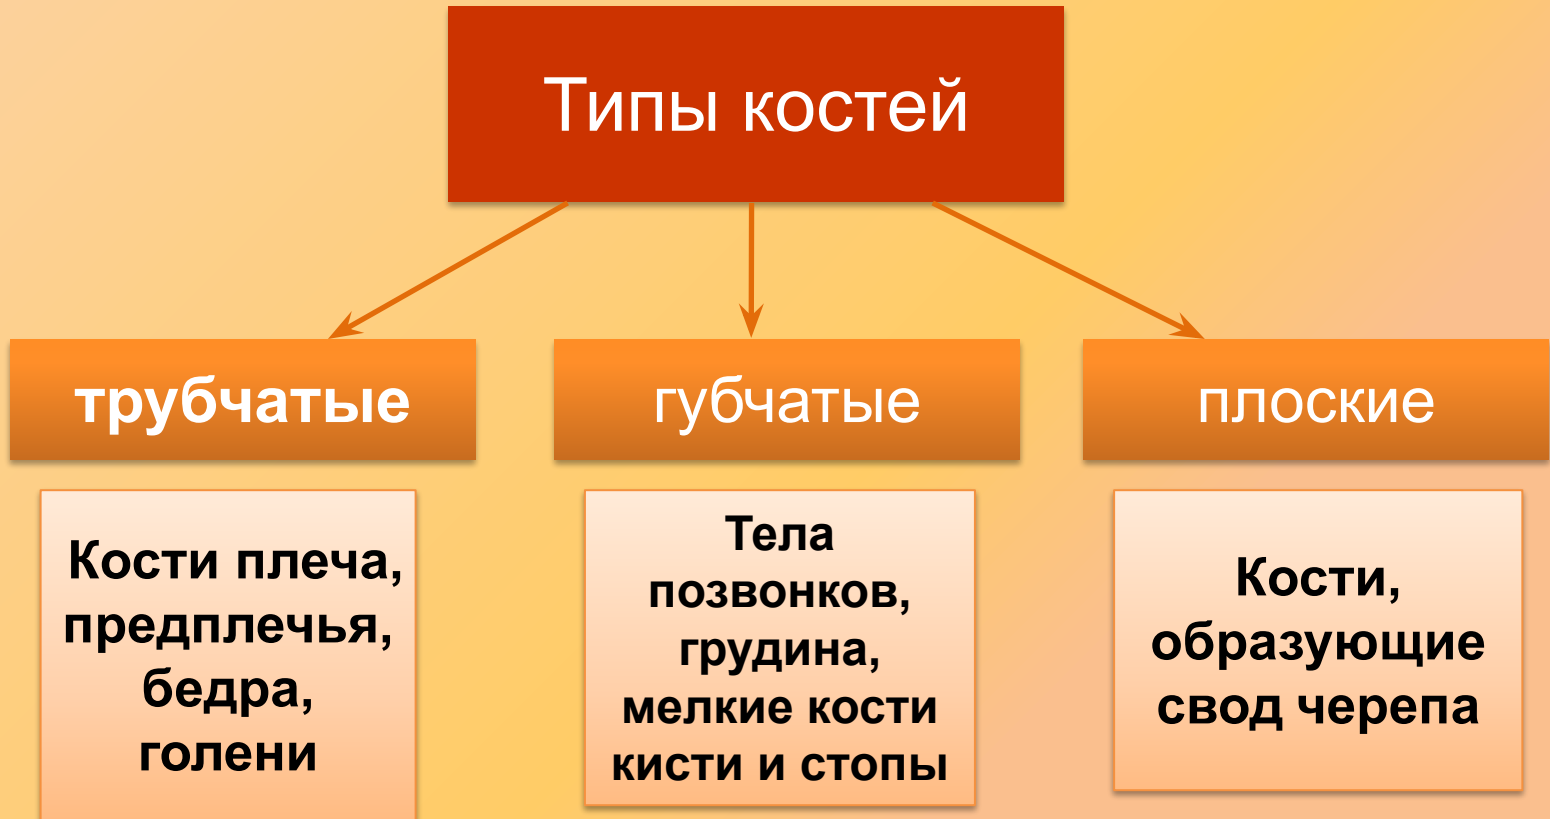 Типы костей
трубчатые
губчатые
плоские
Кости плеча,
предплечья,
бедра,
голени
Тела
позвонков,
грудина,
мелкие кости
кисти и стопы
Кости,
образующие
свод черепа